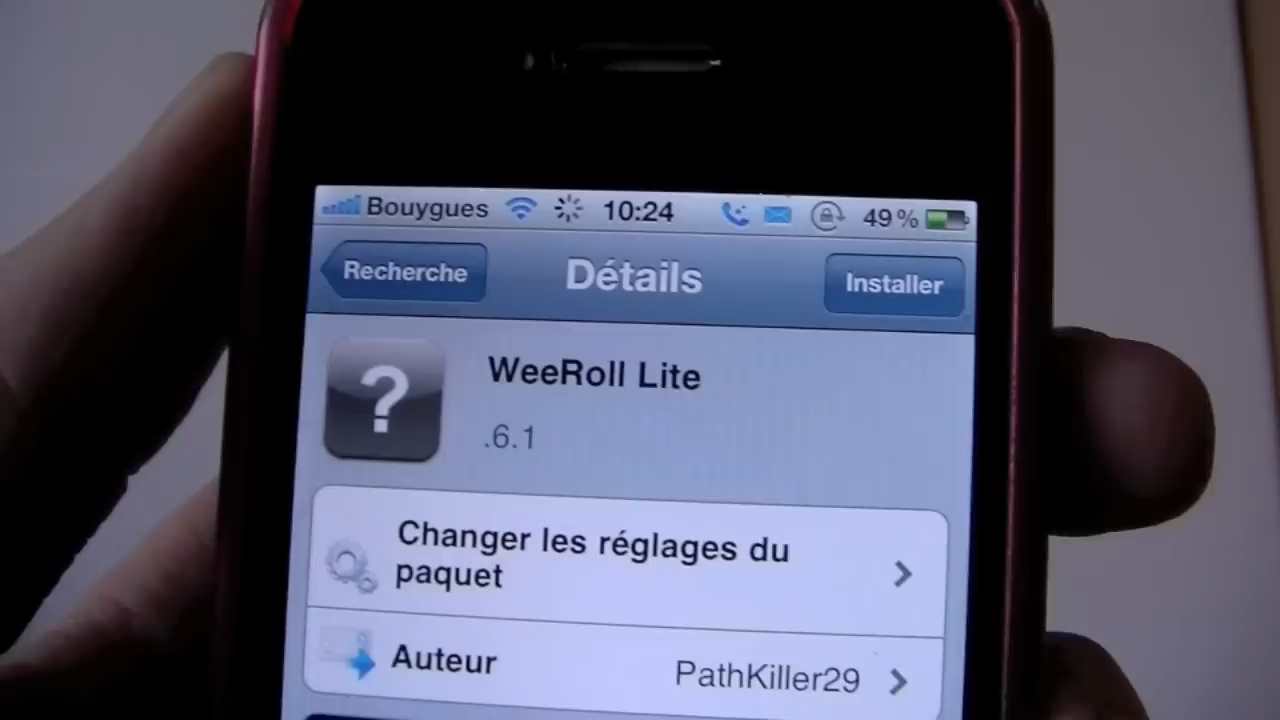 Bouygues 10:24 49%
Recherche Détails Installer
?
WeeRoll Lite
.6.1
Changer les réglages du
paquet
Auteur PathKiller29